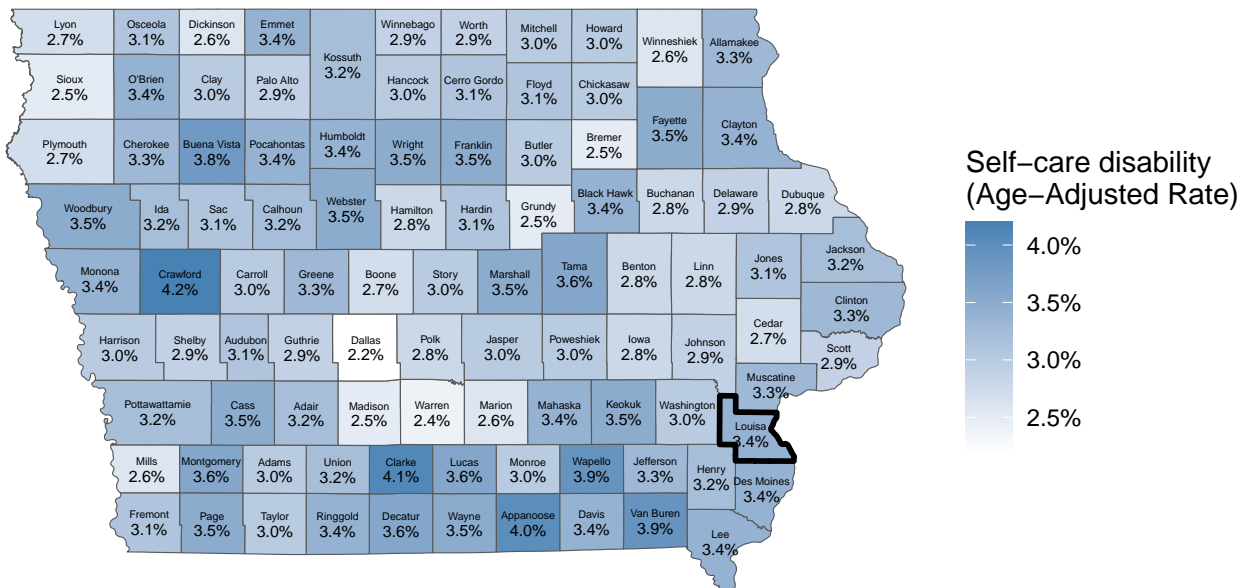 Lyon
2.7%
Osceola
3.1%
Dickinson
2.6%
Emmet
3.4%
Kossuth
3.2%
Winnebago
2.9%
Worth
2.9%
Mitchell
3.0%
Howard
3.0%
Winneshiek
2.6%
Allamakee
3.3%
Sioux
2.5%
O'Brien
3.4%
Clay
3.0%
Palo Alto
2.9%
Hancock
3.0%
Cerro Gordo
3.1%
Floyd
3.1%
Chickasaw
3.0%
Plymouth
2.7%
Cherokee
3.3%
Buena Vista
3.8%
Pocahontas
3.4%
Humboldt
3.4%
Wright
3.5%
Franklin
3.5%
Butler
3.0%
Bremer
2.5%
Fayette
3.5%
Clayton
3.4%
Woodbury
3.5%
Ida
3.2%
Sac
3.1%
Calhoun
3.2%
Webster
3.5%
Hamilton
2.8%
Hardin
3.1%
Grundy
2.5%
Black Hawk
3.4%
Buchanan
2.8%
Delaware
2.9%
Dubuque
2.8%
Monona
3.4%
Crawford
4.2%
Carroll
3.0%
Greene
3.3%
Boone
2.7%
Story
3.0%
Marshall
3.5%
Tama
3.6%
Benton
2.8%
Linn
2.8%
Jones
3.1%
Jackson
3.2%
Clinton
3.3%
Harrison
3.0%
Shelby
2.9%
Audubon
3.1%
Guthrie
2.9%
Dallas
2.2%
Polk
2.8%
Jasper
3.0%
Poweshiek
3.0%
Iowa
2.8%
Johnson
2.9%
Cedar
2.7%
Scott
2.9%
Muscatine
3.3%
Pottawattamie
3.2%
Cass
3.5%
Adair
3.2%
Madison
2.5%
Warren
2.4%
Marion
2.6%
Mahaska
3.4%
Keokuk
3.5%
Washington
3.0%
Louisa
3.4%
Mills
2.6%
Montgomery
3.6%
Adams
3.0%
Union
3.2%
Clarke
4.1%
Lucas
3.6%
Monroe
3.0%
Wapello
3.9%
Jefferson
3.3%
Henry
3.2%
Des Moines
3.4%
Fremont
3.1%
Page
3.5%
Taylor
3.0%
Ringgold
3.4%
Decatur
3.6%
Wayne
3.5%
Appanoose
4.0%
Davis
3.4%
Van Buren
3.9%
Lee
3.4%
Self−care disability
(Age−Adjusted Rate)
4.0%
3.5%
3.0%
2.5%